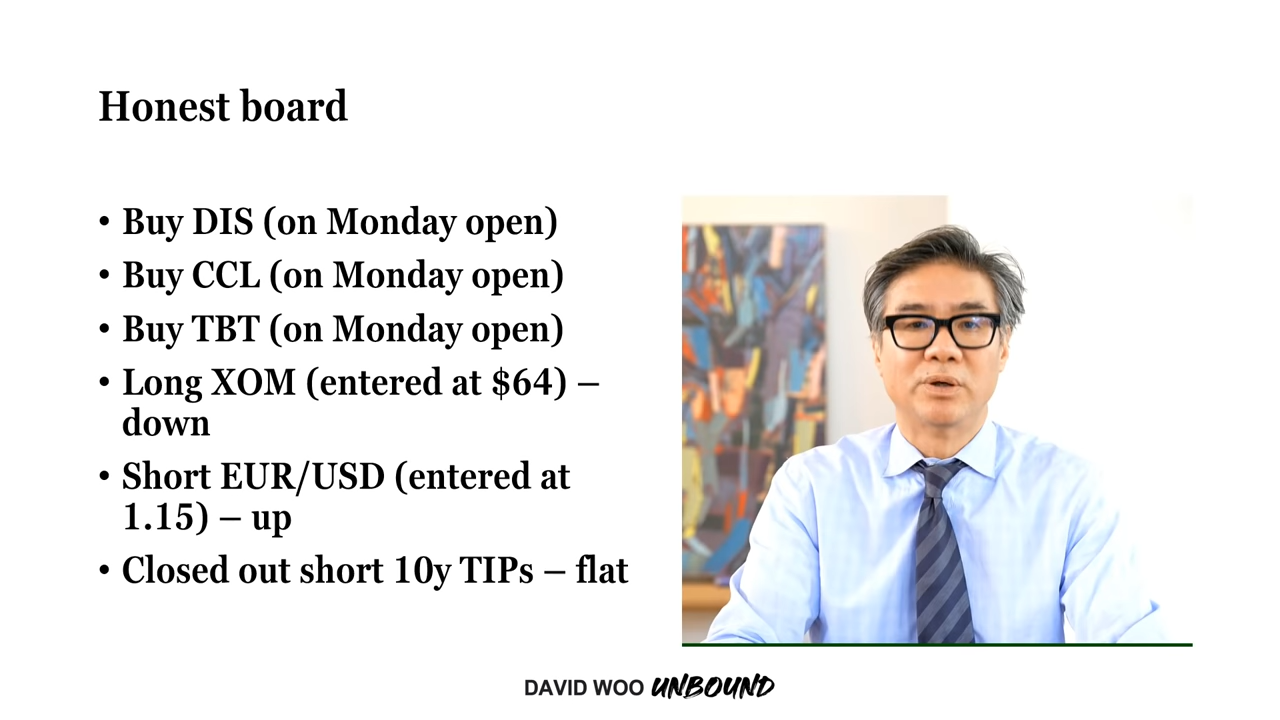 Honest board
• Buy DIS (on Monday open)
• Buy CCL (on Monday open)
• Buy TBT (on Monday open)
• Long XOM (entered at $64) –
down
• Short EUR/USD (entered at
1.15) – up
• Closed out short 10y TIPs – flat
DAVID WOO UNBOUND